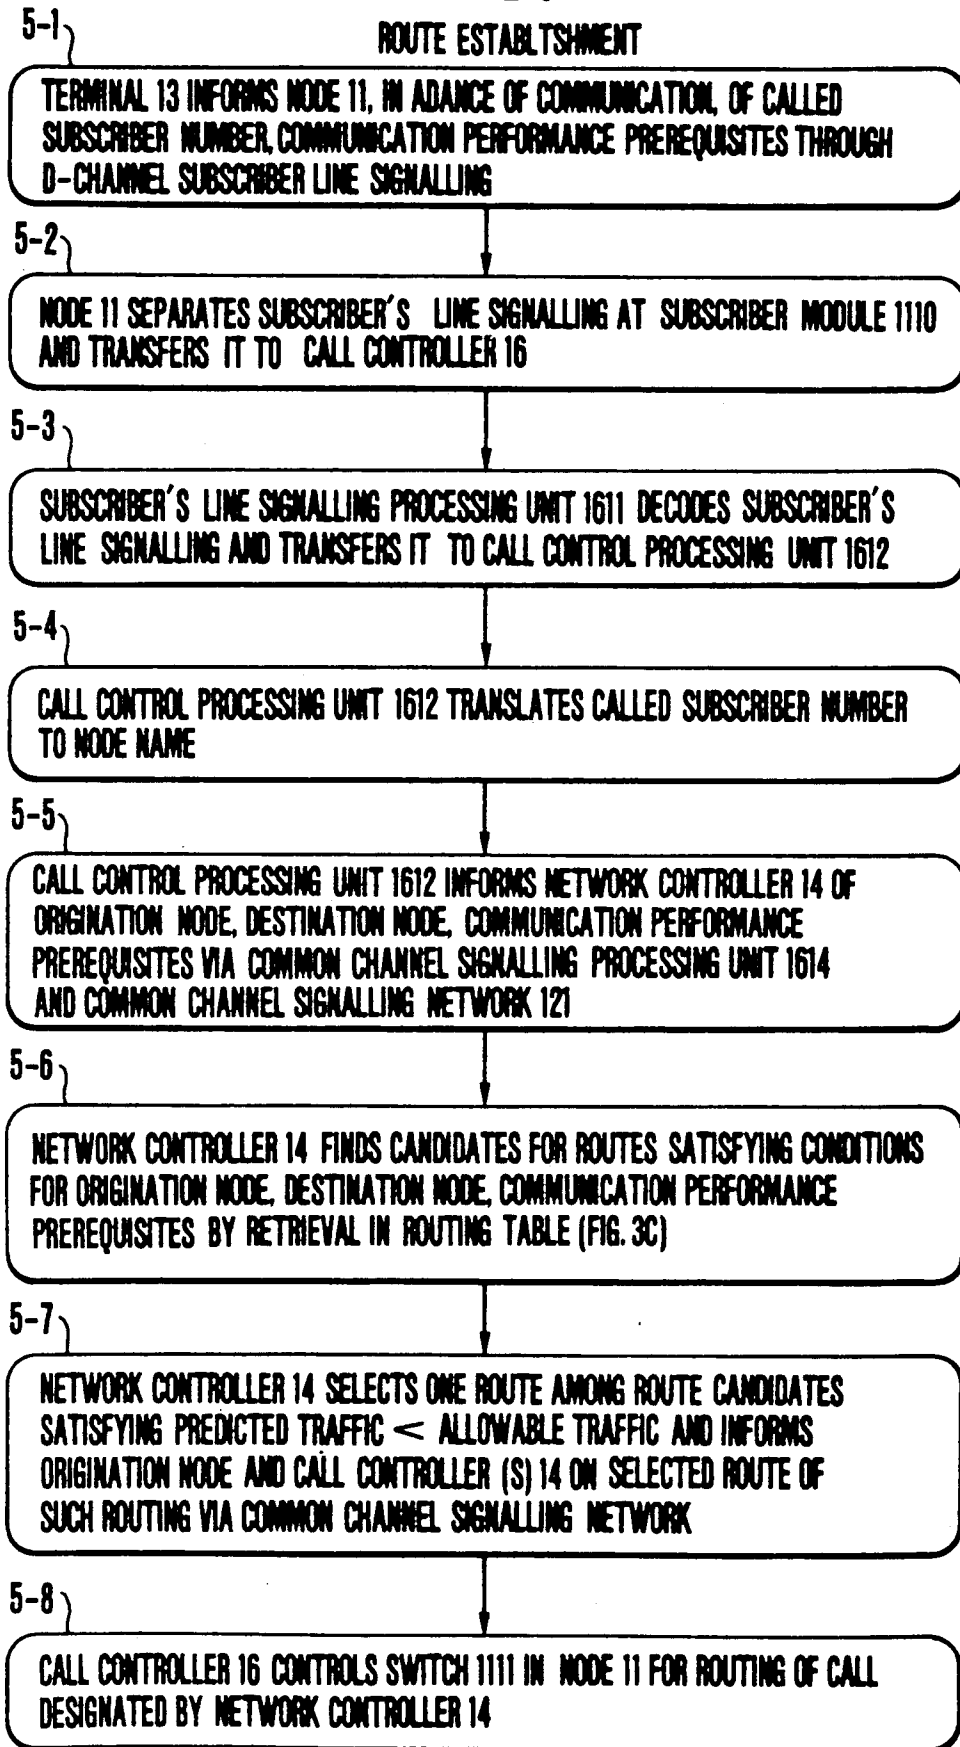 5-1
ROUTE ESTABLTSHMENT
TERMINAL 13 INFORMS NODE 11, IN ADANCE OF COMMUNICATION, OF CALLED
SUBSCRIBER NUMBER, COMMUNICATION PERFORMANCE PREREQUISITES THROUGH
D-CHANNEL SUBSCRIBER LINE SIGNALLING
5-2
NODE 11 SEPARATES SUBSCRIBER'S LINE SIGNALLING AT SUBSCRIBER MODULE 1110
AND TRANSFERS IT TO CALL CONTROLLER 16
5-3
SUBSCRIBER'S LINE SIGNALLING PROCESSING UNIT 1611 DECODES SUBSCRIBER'S
LINE SIGNALLING AND TRANSFERS IT TO CALL CONTROL PROCESSING UNIT 1612
5-4
CALL CONTROL PROCESSING UNIT 1612 TRANSLATES CALLED SUBSCRIBER NUMBER
TO NODE NAME
5-5
CALL CONTROL PROCESSING UNIT 1612 INFORMS NETWORK CONTROLLER 14 OF
ORIGINATION NODE, DESTINATION NODE, COMMUNICATION PERFORMANCE
PREREQUISITES VIA COMMON CHANNEL SIGNALLING PROCESSING UNIT 1614
AND COMMON CHANNEL SIGNALLING NETWORK 121
5-6
NETWORK CONTROLLER 14 FINDS CANDIDATES FOR ROUTES SATISFYING CONDITIONS
FOR ORIGINATION NODE, DESTINATION NODE, COMMUNICATION PERFORMANCE
PREREQUISITES BY RETRIEVAL IN ROUTING TABLE (FIG. 3C)
5-7
NETWORK CONTROLLER 14 SELECTS ONE ROUTE AMONG ROUTE CANDIDATES
SATISFYING PREDICTED TRAFFIC < ALLOWABLE TRAFFIC AND INFORMS
ORIGINATION NODE AND CALL CONTROLLER (S) 14 ON SELECTED ROUTE OF
SUCH ROUTING VIA COMMON CHANNEL SIGNALLING NETWORK
5-8
CALL CONTROLLER 16 CONTROLS SWITCH 1111 IN NODE 11 FOR ROUTING OF CALL
DESIGNATED BY NETWORK CONTROLLER 14